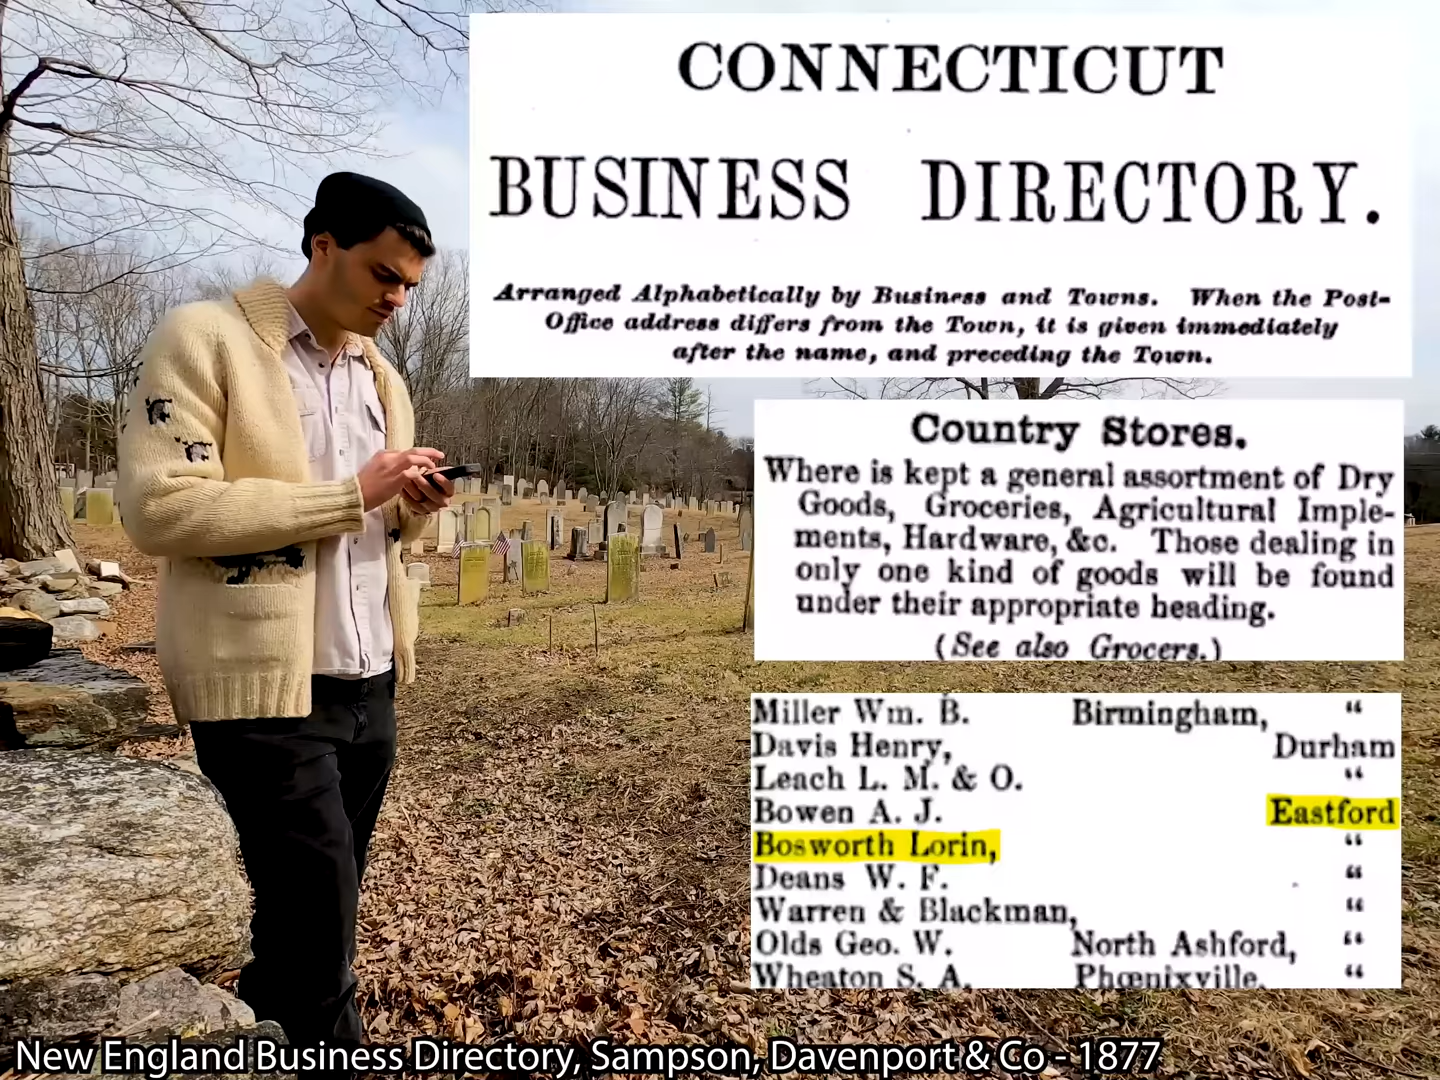 CONNECTICUT
BUSINESS DIRECTORY.
Arranged Alphabetically by Business and Towns. When the Post-
Office address differs from the Town, it is given immediately
after the name, and preceding the Town.
Country Stores.
Where is kept a general assortment of Dry
Goods, Groceries, Agricultural Imple-
ments, Hardware, &c. Those dealing in
only one kind of goods will be found
under their appropriate heading.
(See also Grocers.)
Miller Wm. B. Birmingham, “
Davis Henry, Durham
Leach L. M. & O. “
Bowen A. J. Eastford
Bosworth Lorin, “
Deans W. F. “
Warren & Blackman, “
Olds Geo. W. North Ashford, “
Wheaton S. A. Phœnixville, “
New England Business Directory, Sampson, Davenport & Co - 1877